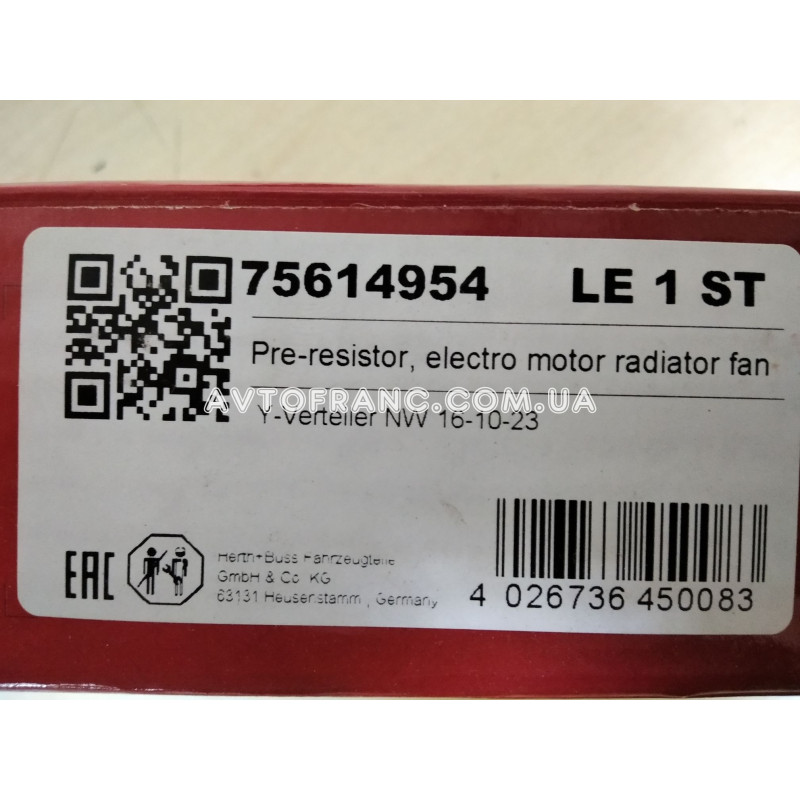 75614954 LE 1 ST
Pre-resistor, electro motor radiator fan
AVTOFRANC.COM.UA
Y-Verteiler NW 16-10-23
EAC
Herth+Buss Fahrzeugteile
GmbH & Co. KG
63131 Heusenstamm , Germany
4 026736 450083